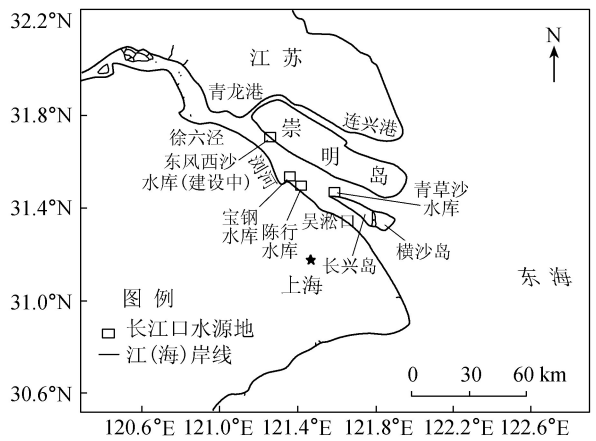 32.2°N
31.8°N
31.4°N
31.0°N
30.6°N
N
江 苏
青龙港
连兴港
崇
明
岛
徐六泾
东风西沙
水库(建设中)
浏河
青草沙
水库
宝钢
水库
陈行
水库
吴淞口
横沙岛
长兴岛
上海
东 海
图 例
长江口水源地
江(海)岸线
0 30 60 km
120.6°E 121.0°E 121.4°E 121.8°E 122.2°E 122.6°E